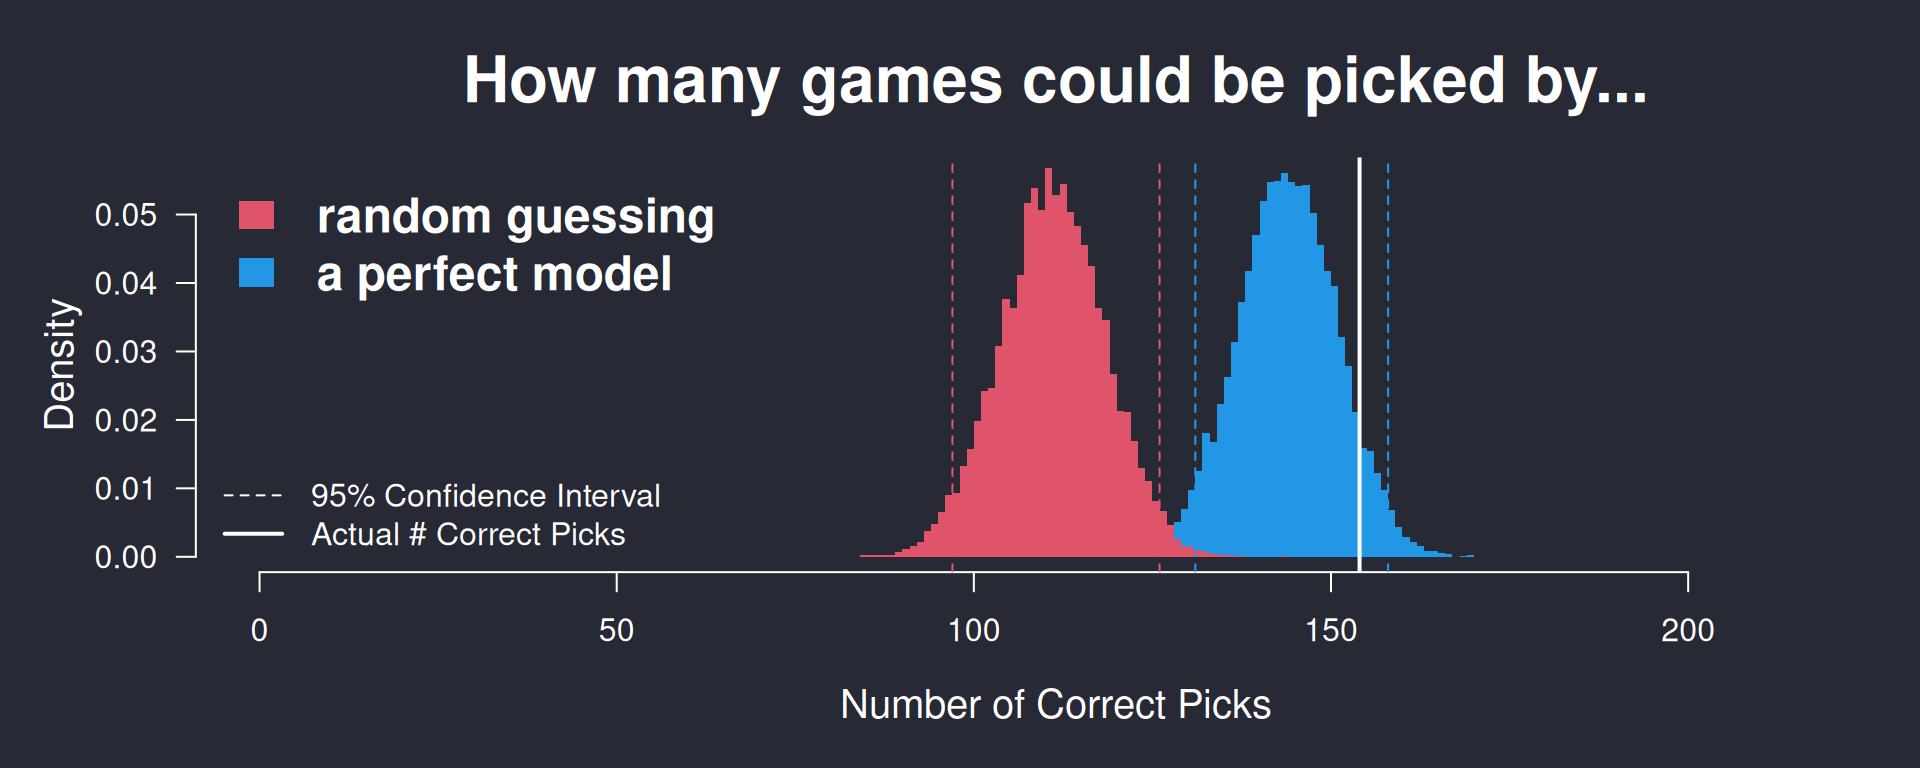 How many games could be picked by...
random guessing
a perfect model
95% Confidence Interval
Actual # Correct Picks
Density
0.05
0.04
0.03
0.02
0.01
0.00
0 50 100 150 200
Number of Correct Picks